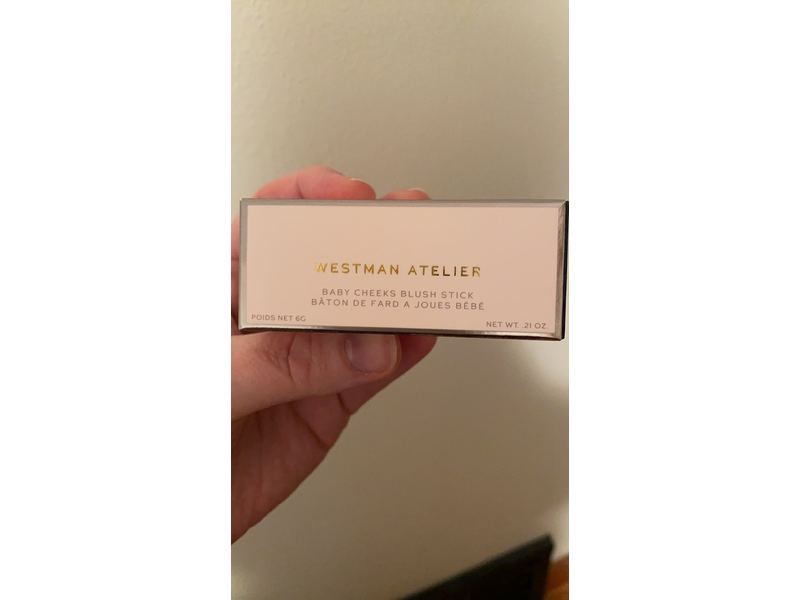 WESTMAN ATELIER
BABY CHEEKS BLUSH STICK
BÂTON DE FARD A JOUES BÉBÉ
POIDS NET 6G
NET WT. .21 OZ.